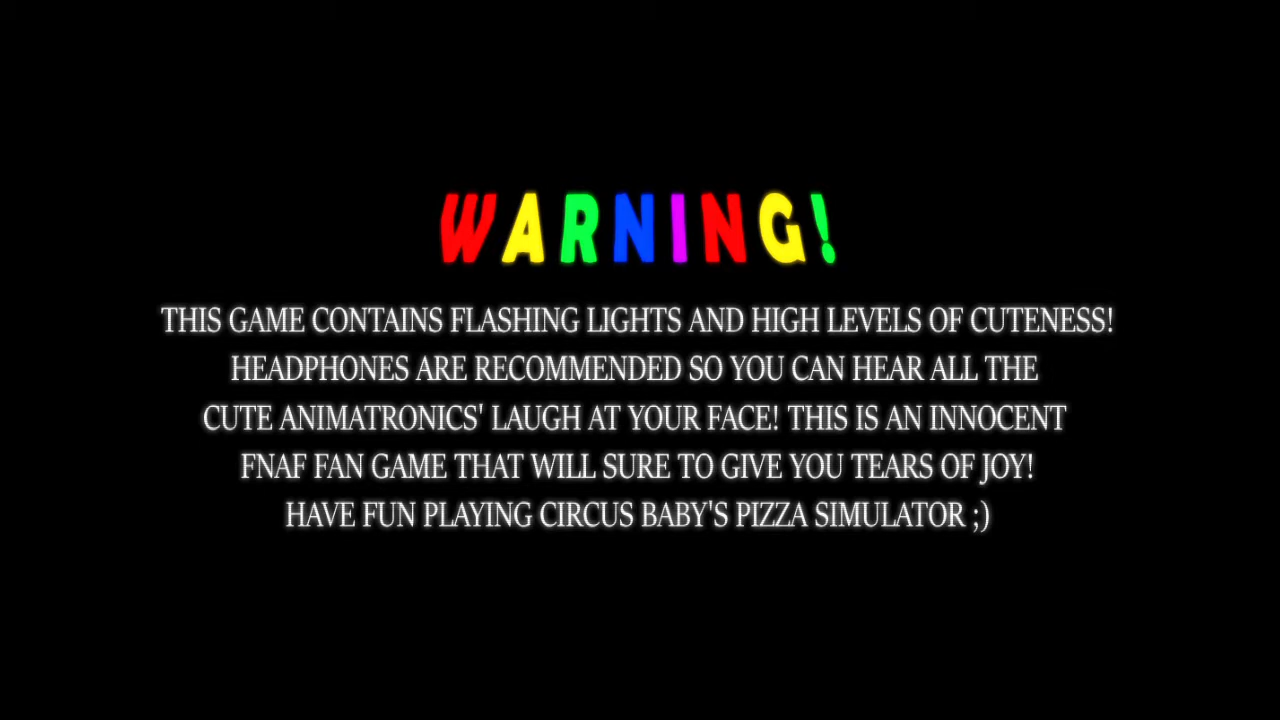 WARNING!
THIS GAME CONTAINS FLASHING LIGHTS AND HIGH LEVELS OF CUTENESS!
HEADPHONES ARE RECOMMENDED SO YOU CAN HEAR ALL THE
CUTE ANIMATRONICS' LAUGH AT YOUR FACE! THIS IS AN INNOCENT
FNAF FAN GAME THAT WILL SURE TO GIVE YOU TEARS OF JOY!
HAVE FUN PLAYING CIRCUS BABY'S PIZZA SIMULATOR ;)